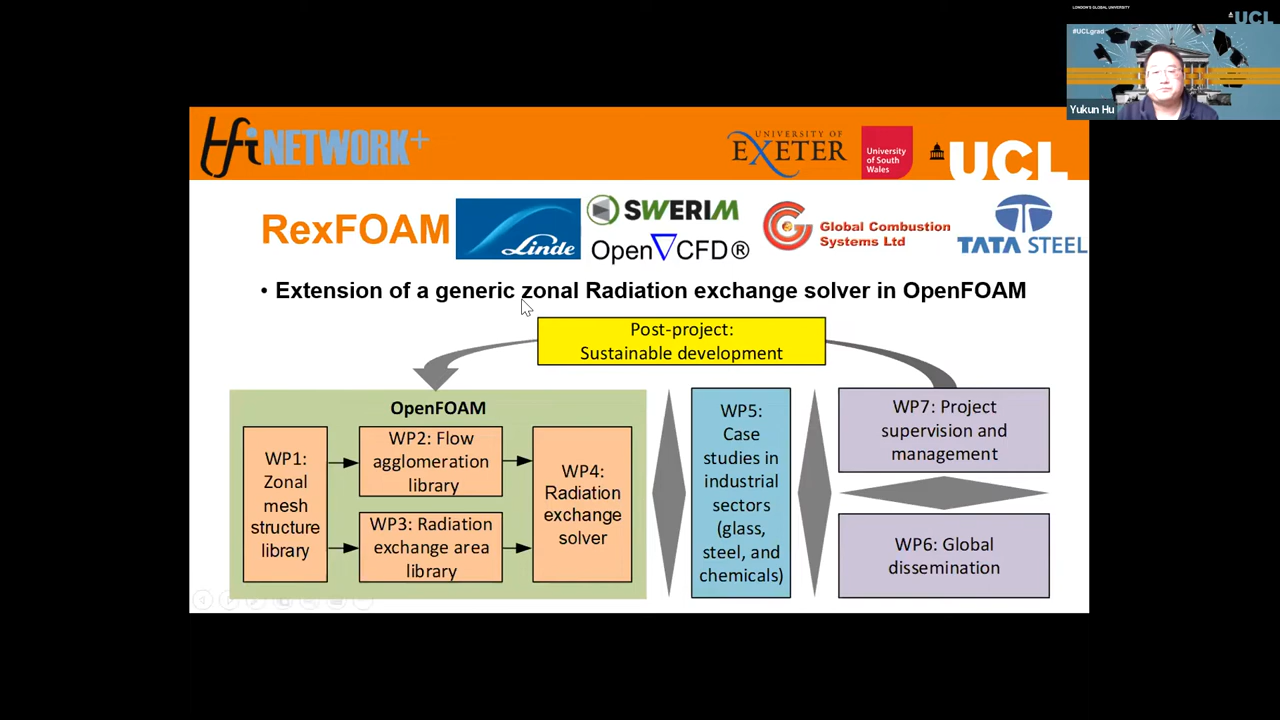 LONDON'S GLOBAL UNIVERSITY
UCL
#UCLgrad
Yukun Hu
tfi NETWORK+
UNIVERSITY OF
EXETER
University
of South
Wales
UCL
RexFOAM
Linde
SWERIM
Open∇CFD®
Global Combustion
Systems Ltd
TATA STEEL
• Extension of a generic zonal Radiation exchange solver in OpenFOAM
Post-project:
Sustainable development
OpenFOAM
WP1:
Zonal
mesh
structure
library
WP2: Flow
agglomeration
library
WP3: Radiation
exchange area
library
WP4:
Radiation
exchange
solver
WP5:
Case
studies in
industrial
sectors
(glass,
steel, and
chemicals)
WP7: Project
supervision and
management
WP6: Global
dissemination